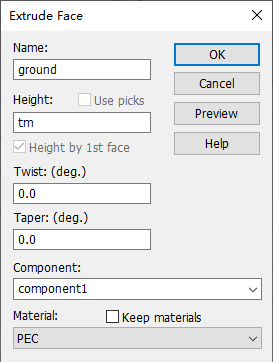 Extrude Face
Name:
ground
OK
Cancel
Height:
Use picks
tm
Preview
Height by 1st face
Help
Twist: (deg.)
0.0
Taper: (deg.)
0.0
Component:
component1
Material:
Keep materials
PEC